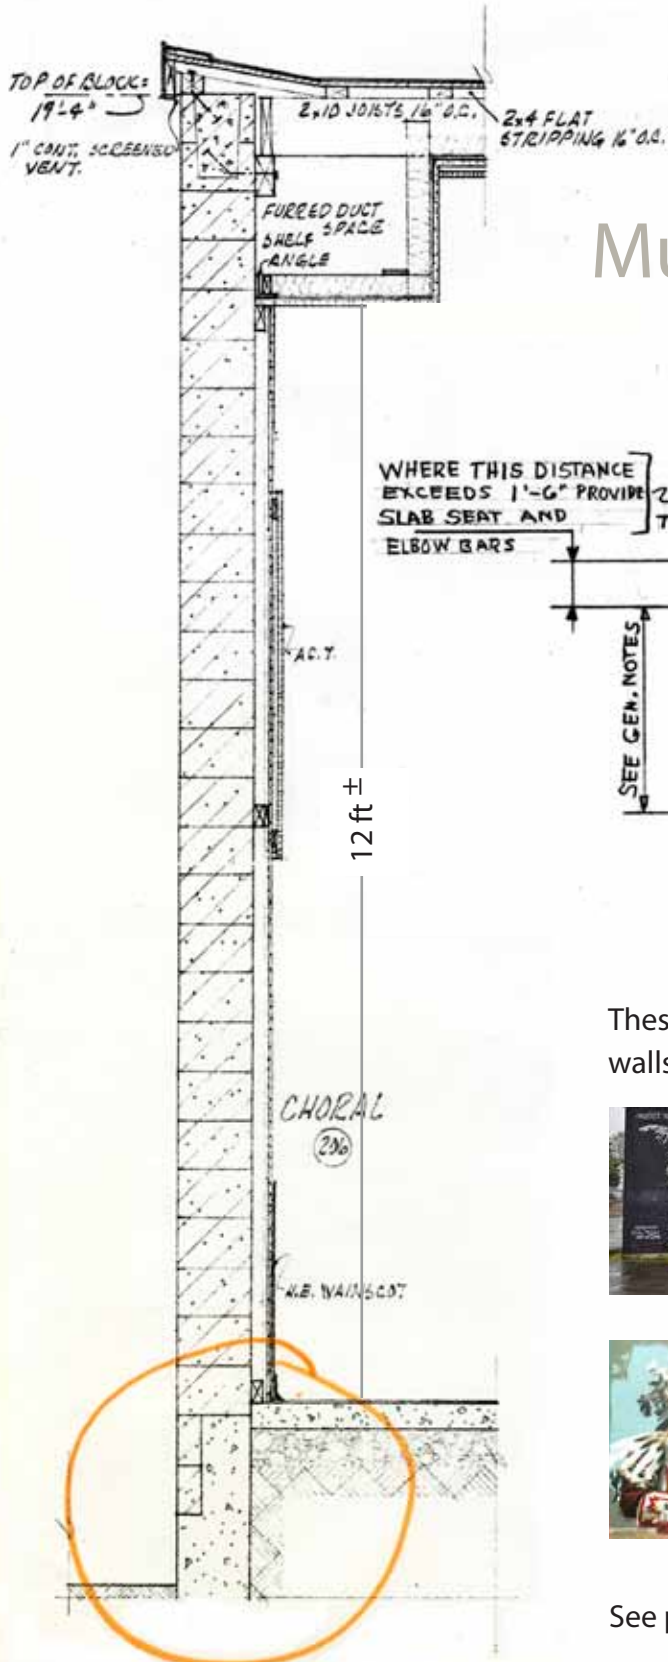 TOP OF BLOCK=
19'-4"
1" CONT. SCREENED
VENT.
2x10 JOISTS 16" O.C.
2x4 FLAT
STRIPPING 16" O.C.
FURRED DUCT
SPACE
SHELF
ANGLE
Mu
WHERE THIS DISTANCE
EXCEEDS 1'-6" PROVIDE
SLAB SEAT AND
ELBOW BARS
SEE GEN. NOTES
A.C.T.
12 ft ±
Thes
walls
CHORAL
206
WAINSCOT
See p